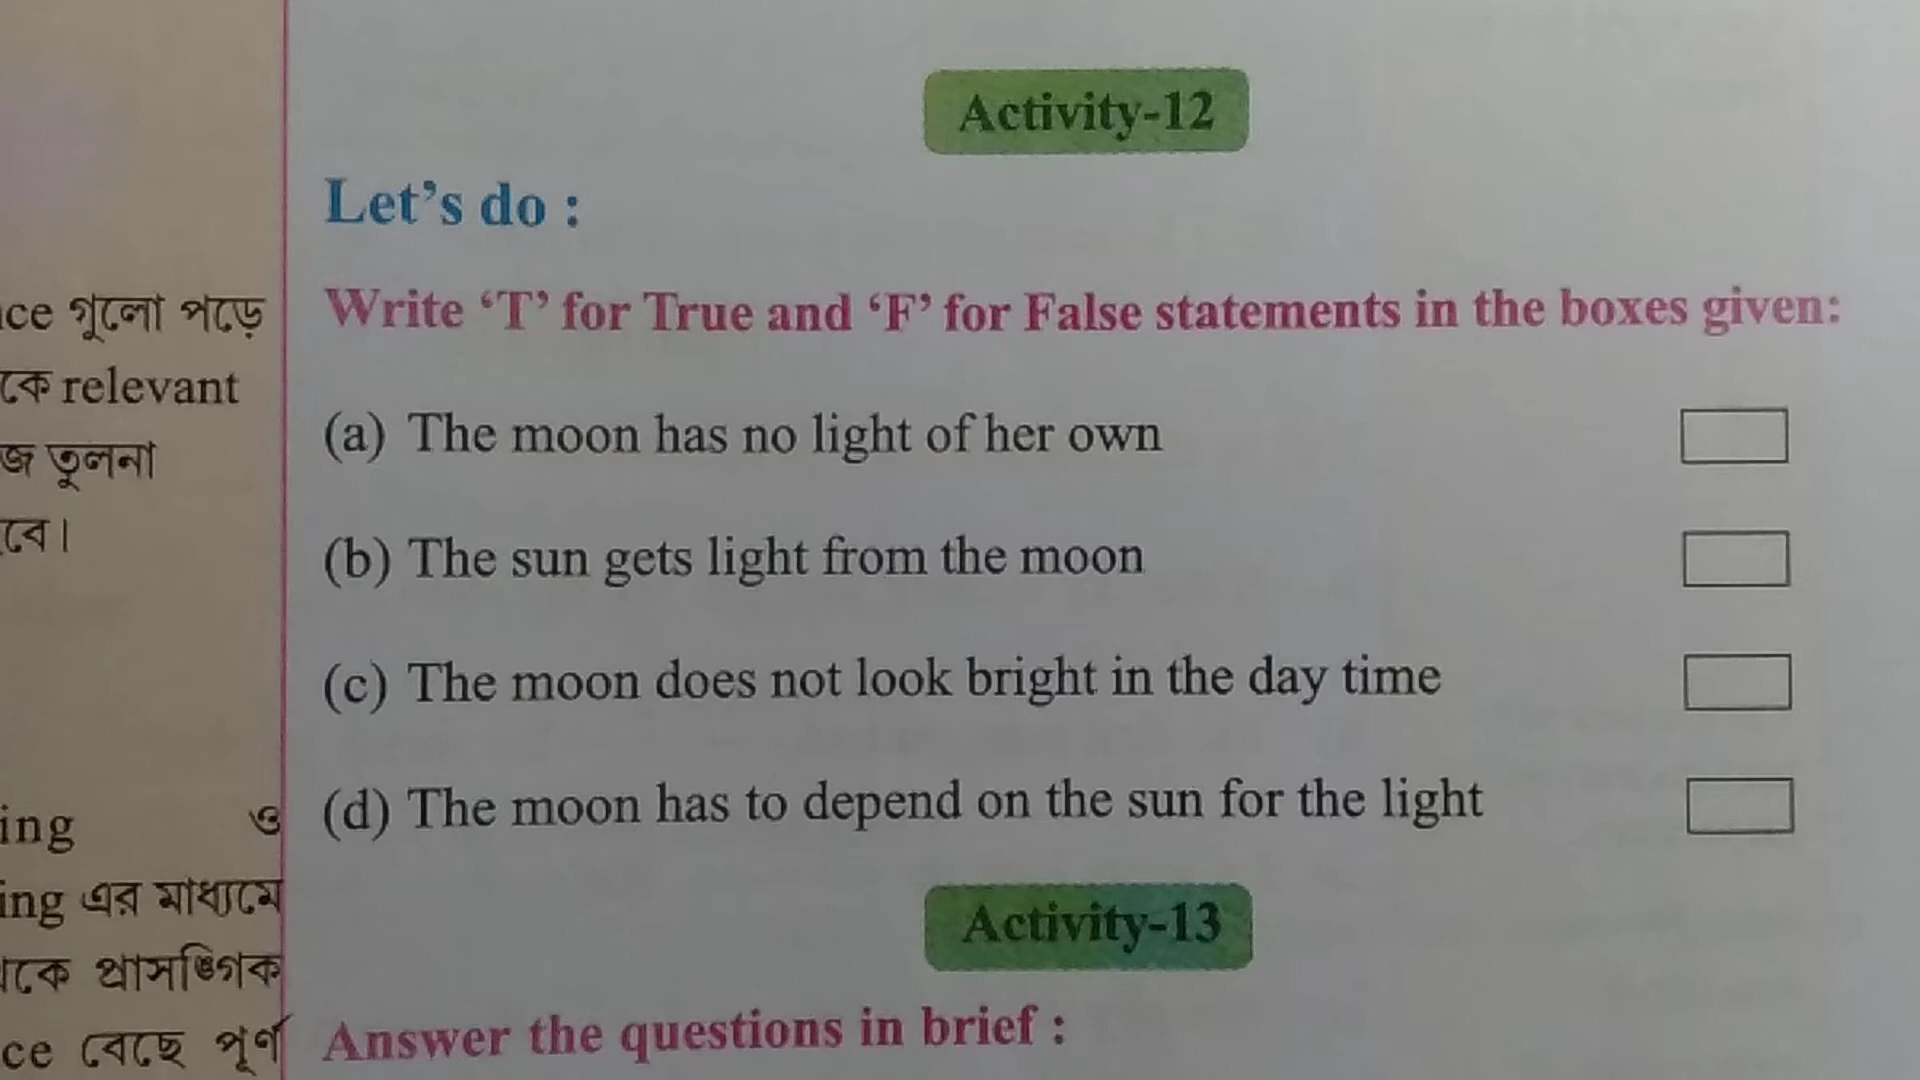 Activity-12
Let's do :
ce গুলো পড়ে
Write ‘T’ for True and ‘F’ for False statements in the boxes given:
কে relevant
(a) The moon has no light of her own
জ তুলনা
বে।
(b) The sun gets light from the moon
(c) The moon does not look bright in the day time
ing ও
(d) The moon has to depend on the sun for the light
ing এর মাধ্যমে
Activity-13
কে প্রাসঙ্গিক
ce বেছে পূর্ণ
Answer the questions in brief :